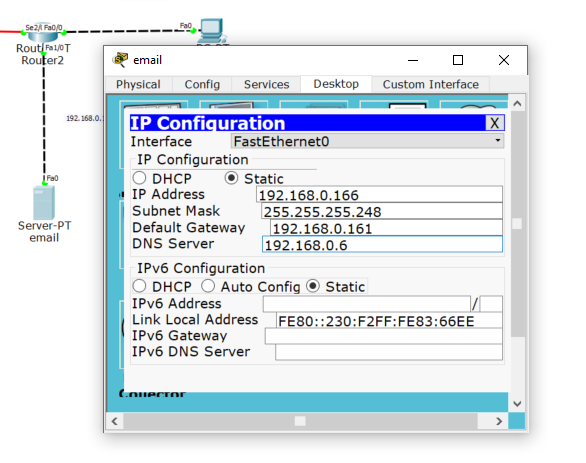 Se2/ Fa0/0
Fa0
Rout Fa1/0 T
Router2
192.168.0.
Fa0
Server-PT
email
email
Physical Config Services Desktop Custom Interface
IP Configuration X
Interface FastEthernet0
IP Configuration
DHCP Static
IP Address 192.168.0.166
Subnet Mask 255.255.255.248
Default Gateway 192.168.0.161
DNS Server 192.168.0.6
IPv6 Configuration
DHCP Auto Config Static
IPv6 Address /
Link Local Address FE80::230:F2FF:FE83:66EE
IPv6 Gateway
IPv6 DNS Server